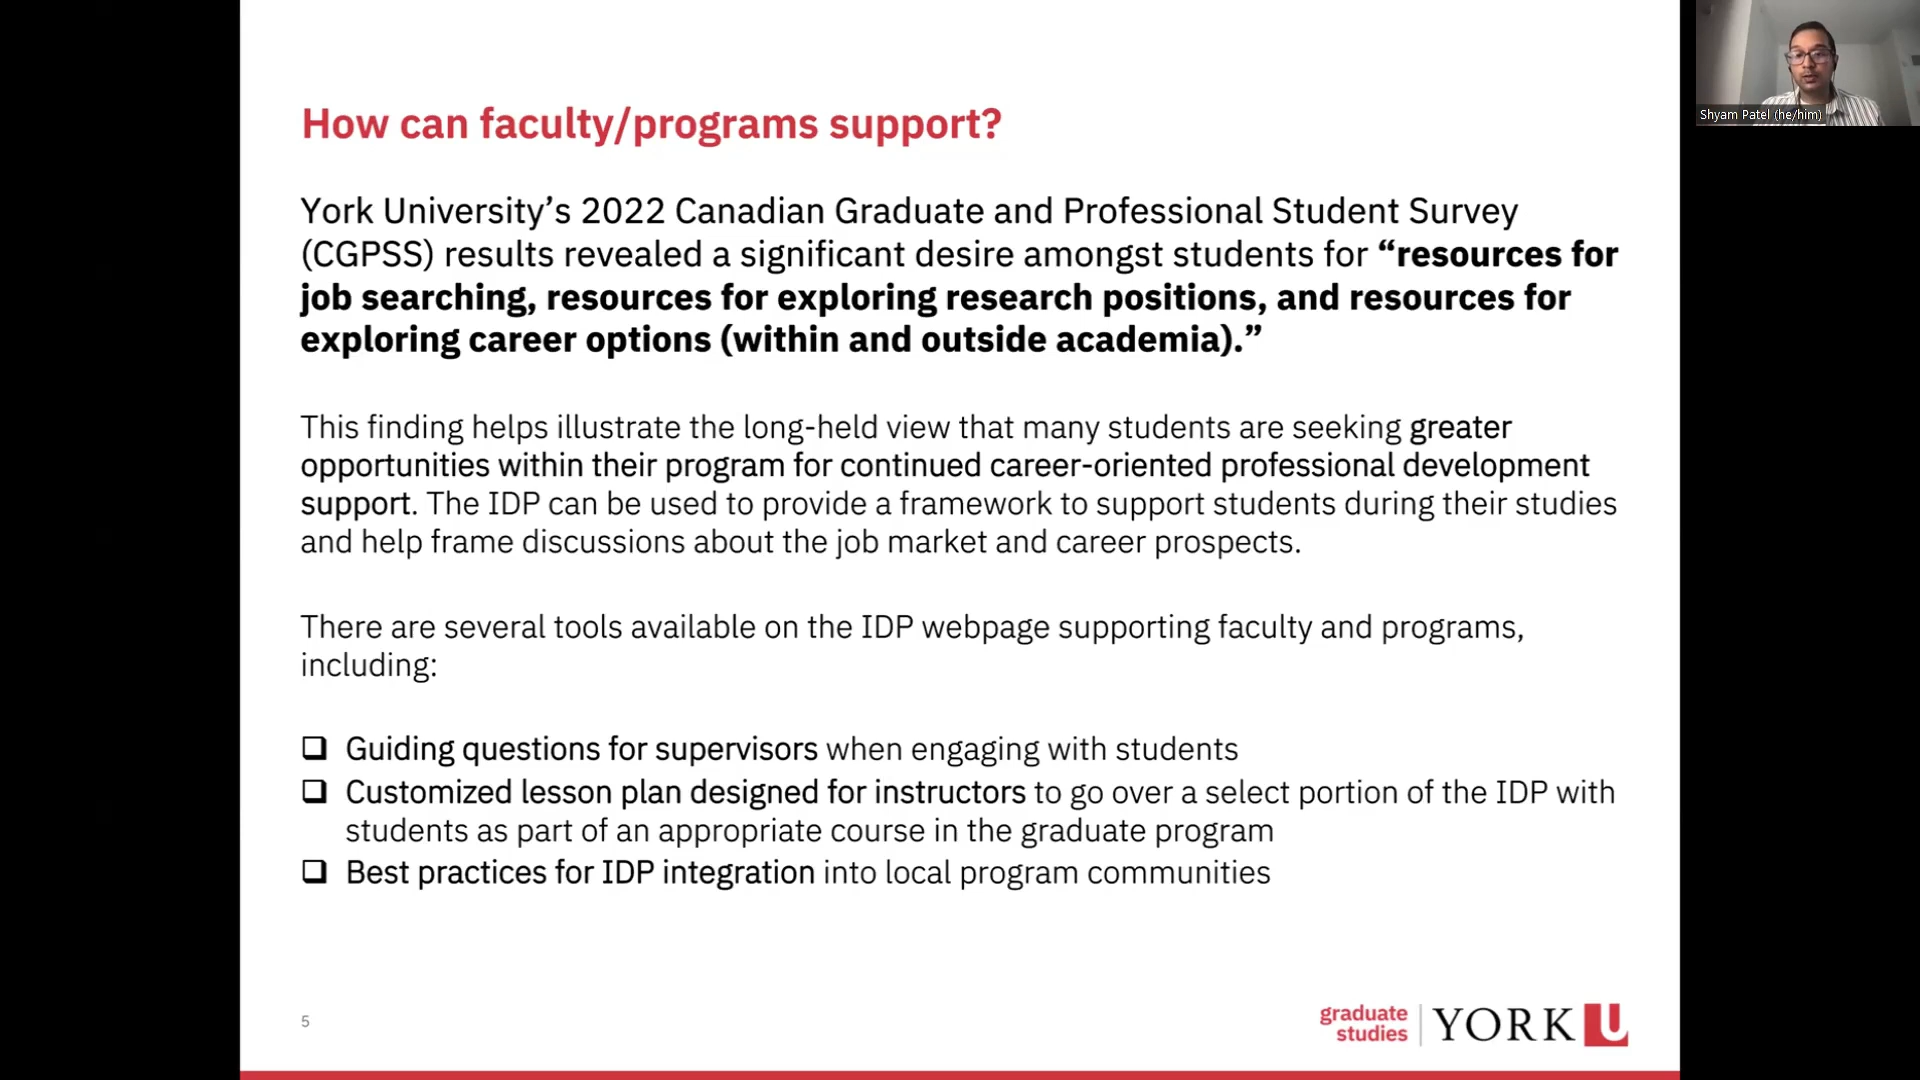 How can faculty/programs support?
York University’s 2022 Canadian Graduate and Professional Student Survey
(CGPSS) results revealed a significant desire amongst students for “resources for
job searching, resources for exploring research positions, and resources for
exploring career options (within and outside academia).”
This finding helps illustrate the long-held view that many students are seeking greater
opportunities within their program for continued career-oriented professional development
support. The IDP can be used to provide a framework to support students during their studies
and help frame discussions about the job market and career prospects.
There are several tools available on the IDP webpage supporting faculty and programs,
including:
❑ Guiding questions for supervisors when engaging with students
❑ Customized lesson plan designed for instructors to go over a select portion of the IDP with
students as part of an appropriate course in the graduate program
❑ Best practices for IDP integration into local program communities
5
graduate
studies
YORK U
Shyam Patel (he/him)